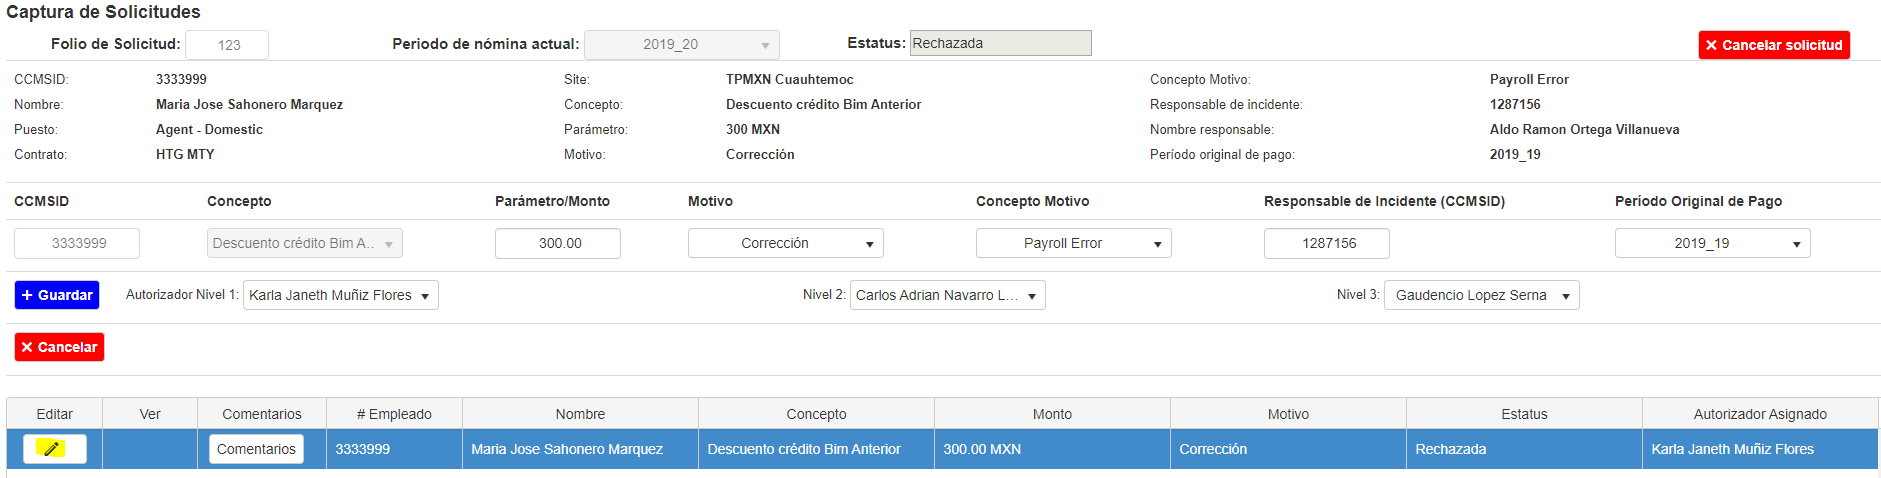 Captura de Solicitudes
Folio de Solicitud: 123 Periodo de nómina actual: 2019_20 Estatus: Rechazada × Cancelar solicitud
CCMSID: 3333999 Site: TPMXN Cuauhtemoc Concepto Motivo: Payroll Error
Nombre: Maria Jose Sahonero Marquez Concepto: Descuento crédito Bim Anterior Responsable de incidente: 1287156
Puesto: Agent - Domestic Parámetro: 300 MXN Nombre responsable: Aldo Ramon Ortega Villanueva
Contrato: HTG MTY Motivo: Corrección Período original de pago: 2019_19
CCMSID Concepto Parámetro/Monto Motivo Concepto Motivo Responsable de Incidente (CCMSID) Período Original de Pago
3333999 Descuento crédito Bim A... 300.00 Corrección Payroll Error 1287156 2019_19
+ Guardar Autorizador Nivel 1: Karla Janeth Muñiz Flores Nivel 2: Carlos Adrian Navarro L... Nivel 3: Gaudencio Lopez Serna
× Cancelar
Editar Ver Comentarios # Empleado Nombre Concepto Monto Motivo Estatus Autorizador Asignado
Comentarios 3333999 Maria Jose Sahonero Marquez Descuento crédito Bim Anterior 300.00 MXN Corrección Rechazada Karla Janeth Muñiz Flores